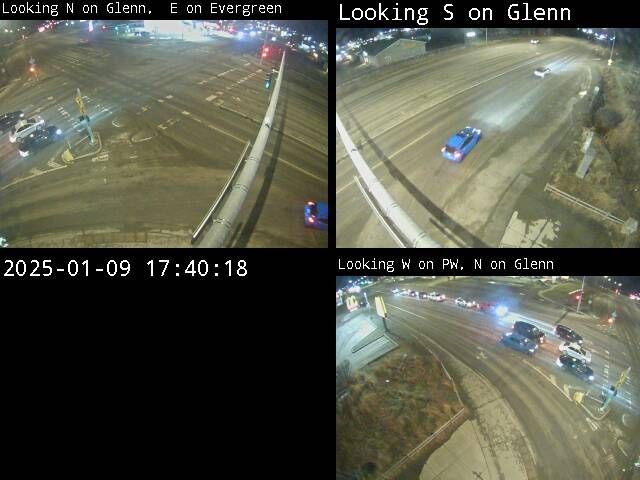 Looking N on Glenn,  E on Evergreen
Looking S on Glenn
2025-01-09 17:40:18
Looking W on PW, N on Glenn